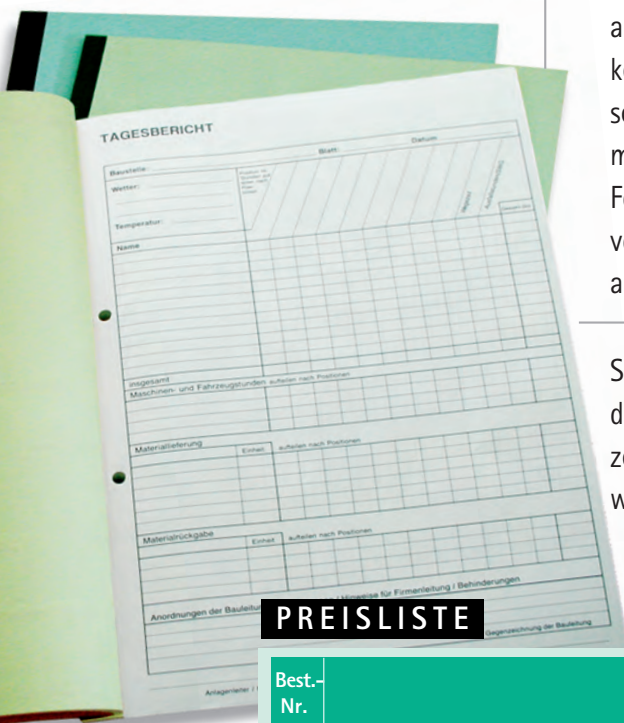 TAGESBERICHT
Baustelle: Blatt: Datum:
Wetter:
Temperatur:
Name
insgesamt
Maschinen- und Fahrzeugstunden aufteilen nach Positionen
Materiallieferung Einheit aufteilen nach Positionen
Materialrückgabe Einheit aufteilen nach Positionen
Anordnungen der Bauleitung / Hinweise für Firmenleitung / Behinderungen
Gegenzeichnung der Bauleitung
Anlagenleiter /
PREISLISTE
Best.-
Nr.
a
k
s
m
F
v
a
S
d
z
w